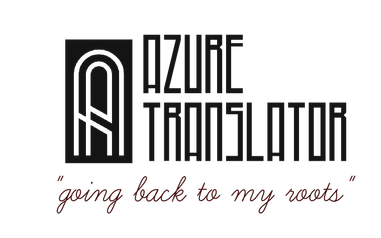 AZURE
TRANSLATOR
"going back to my roots"